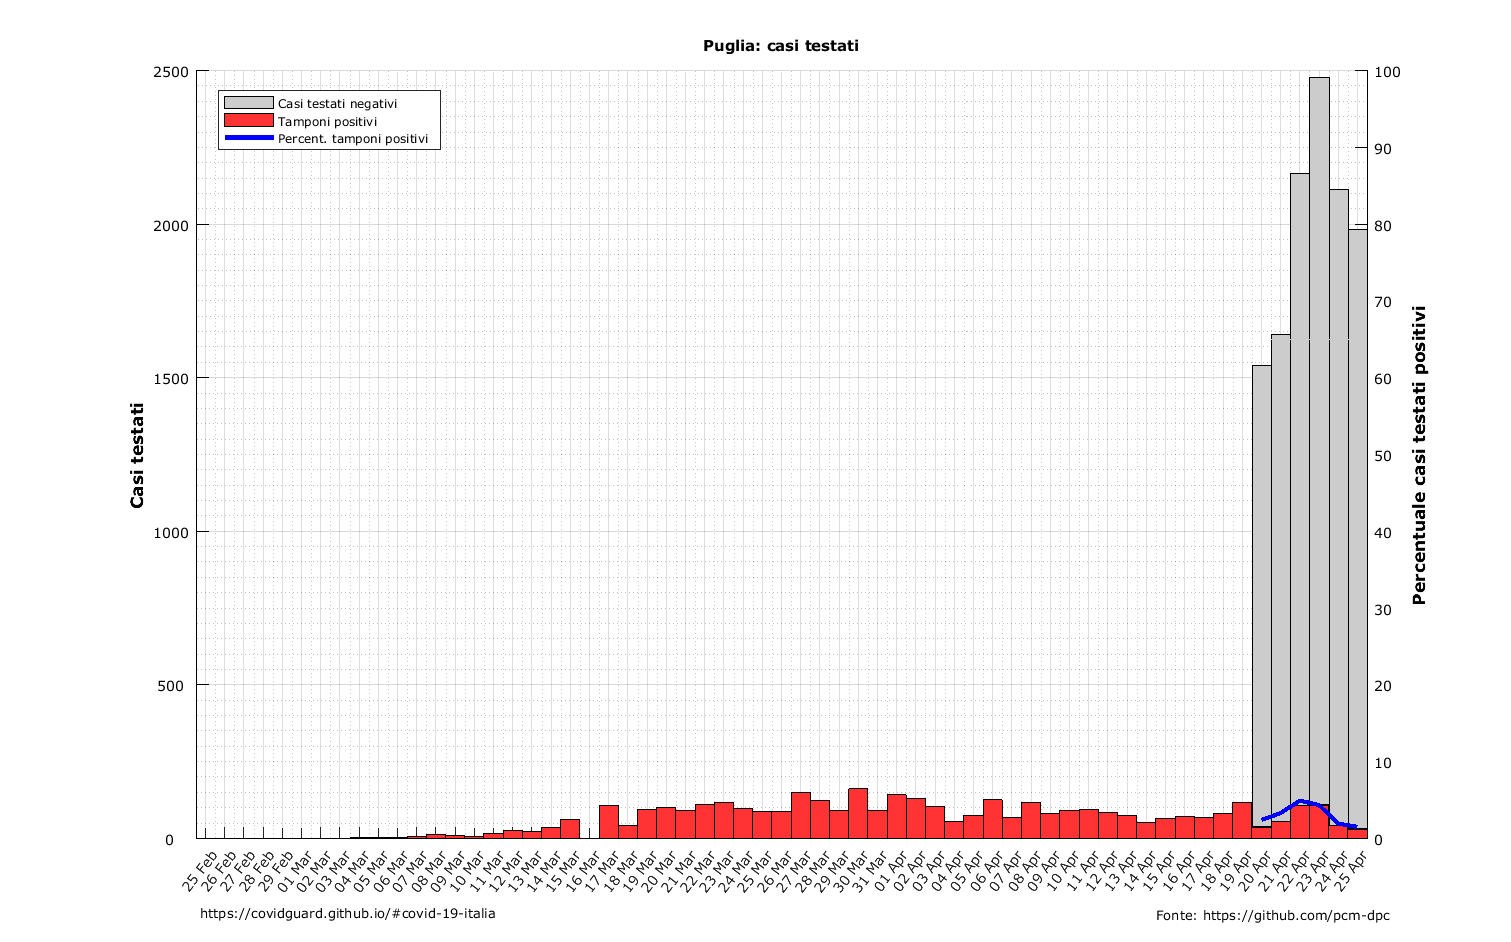 Puglia: casi testati
Casi testati negativi
Tamponi positivi
Percent. tamponi positivi
2500
2000
1500
1000
500
0
100
90
80
70
60
50
40
30
20
10
0
Casi testati
Percentuale casi testati positivi
25 Feb
26 Feb
27 Feb
28 Feb
29 Feb
01 Mar
02 Mar
03 Mar
04 Mar
05 Mar
06 Mar
07 Mar
08 Mar
09 Mar
10 Mar
11 Mar
12 Mar
13 Mar
14 Mar
15 Mar
16 Mar
17 Mar
18 Mar
19 Mar
20 Mar
21 Mar
22 Mar
23 Mar
24 Mar
25 Mar
26 Mar
27 Mar
28 Mar
29 Mar
30 Mar
31 Mar
01 Apr
02 Apr
03 Apr
04 Apr
05 Apr
06 Apr
07 Apr
08 Apr
09 Apr
10 Apr
11 Apr
12 Apr
13 Apr
14 Apr
15 Apr
16 Apr
17 Apr
18 Apr
19 Apr
20 Apr
21 Apr
22 Apr
23 Apr
24 Apr
25 Apr
https://covidguard.github.io/#covid-19-italia
Fonte: https://github.com/pcm-dpc